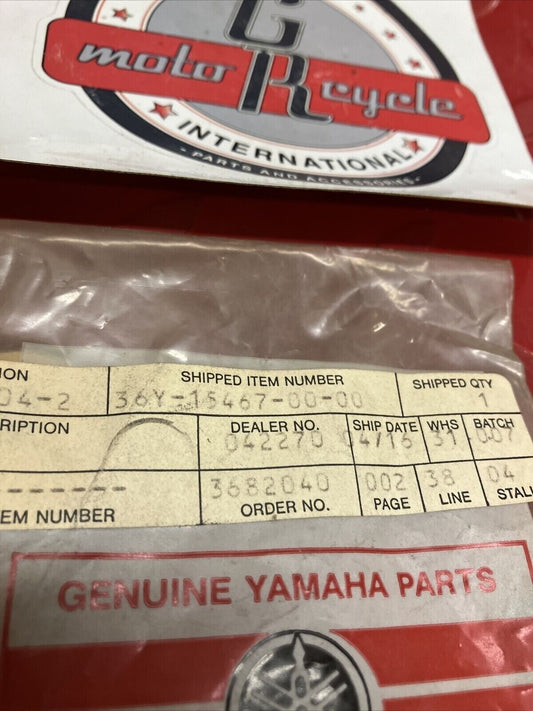 G
moto R cycle
INTERNATIONAL
PARTS AND ACCESSORIES
ION SHIPPED ITEM NUMBER SHIPPED QTY
04-2 36Y-15467-00-00 1
CRIPTION DEALER NO. SHIP DATE WHS BATCH
042270 04/15 31 007
------- 3682040 002 38 04
EM NUMBER ORDER NO. PAGE LINE STALL
GENUINE YAMAHA PARTS